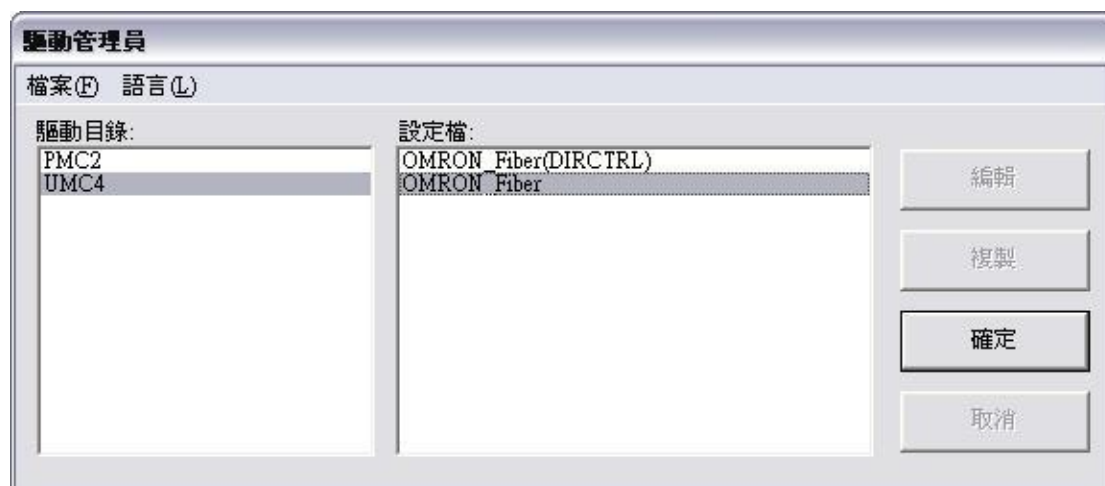 驅動管理員
檔案(F) 語言(L)
驅動目錄:
PMC2
UMC4
設定檔:
OMRON_Fiber(DIRCTRL)
OMRON_Fiber
編輯
複製
確定
取消